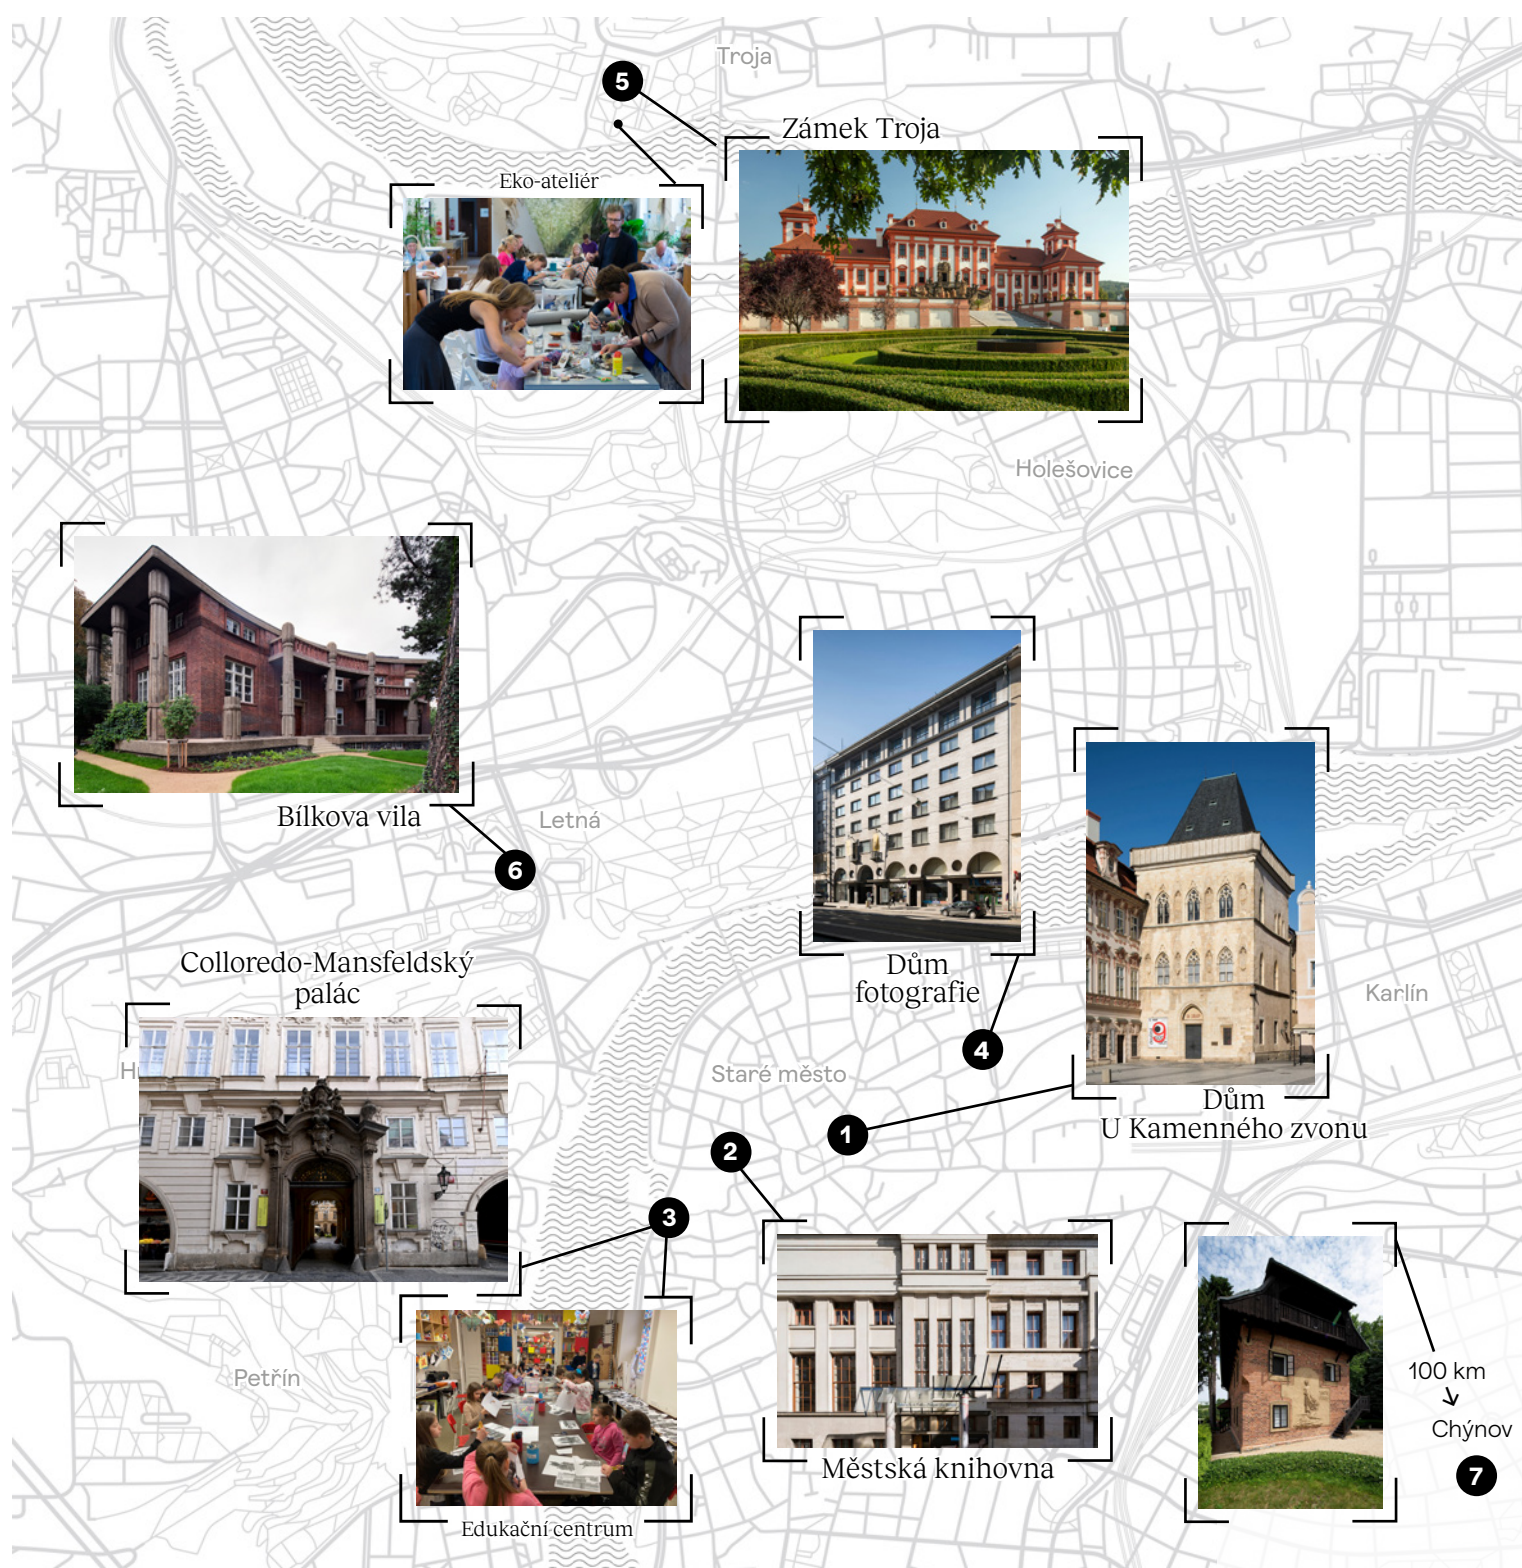 Troja
5
Zámek Troja
Eko-ateliér
Holešovice
Bílkova vila
Letná
6
Colloredo-Mansfeldský
palác
Dům
fotografie
Karlín
4
Staré město
Dům
U Kamenného zvonu
1
2
3
100 km
Chýnov
7
Petřín
Městská knihovna
Edukační centrum
9